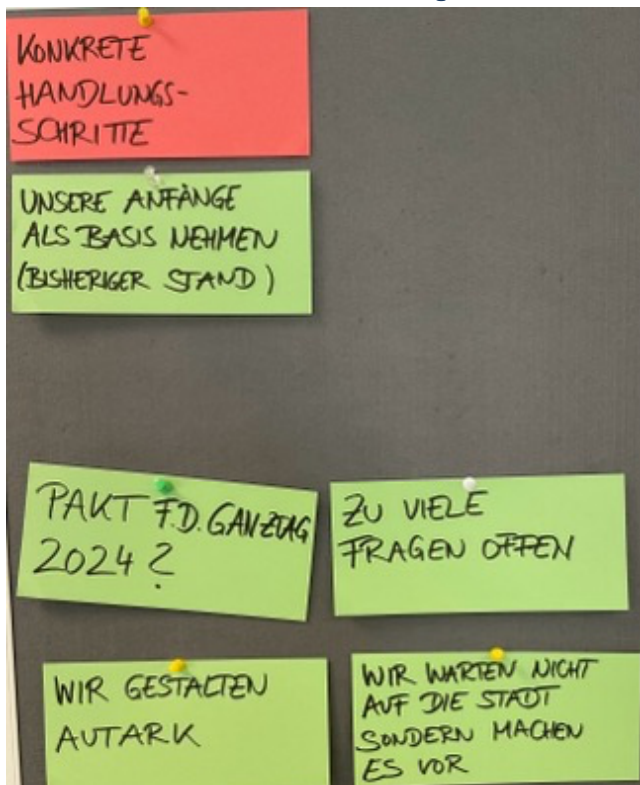 KONKRETE
HANDLUNGS-
SCHRITTE
UNSERE ANFÄNGE
ALS BASIS NEHMEN
(BISHERIGER STAND)
PAKT F.D. GANZTAG
2024?
ZU VIELE
FRAGEN OFFEN
WIR GESTALTEN
AUTARK
WIR WARTEN NICHT
AUF DIE STADT
SONDERN MACHEN
ES VOR